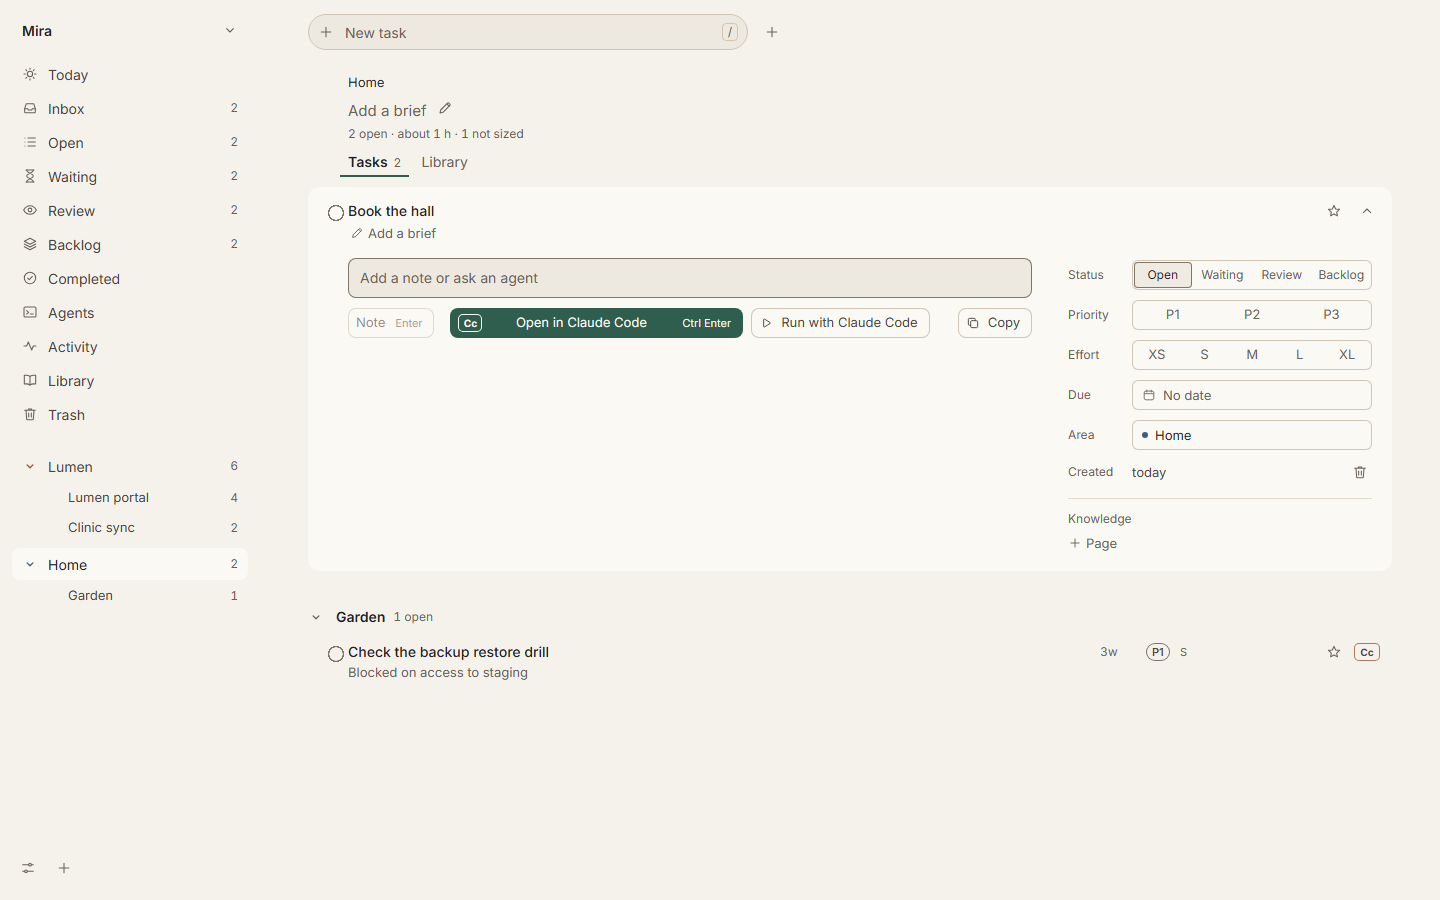 Mira
Today
Inbox 2
Open 2
Waiting 2
Review 2
Backlog 2
Completed
Agents
Activity
Library
Trash
Lumen 6
Lumen portal 4
Clinic sync 2
Home 2
Garden 1
New task /
Home
Add a brief
2 open · about 1 h · 1 not sized
Tasks 2 Library
Book the hall
Add a brief
Add a note or ask an agent
Note Enter Cc Open in Claude Code Ctrl Enter Run with Claude Code Copy
Status Open Waiting Review Backlog
Priority P1 P2 P3
Effort XS S M L XL
Due No date
Area Home
Created today
Knowledge
Page
Garden 1 open
Check the backup restore drill 3w P1 S Cc
Blocked on access to staging